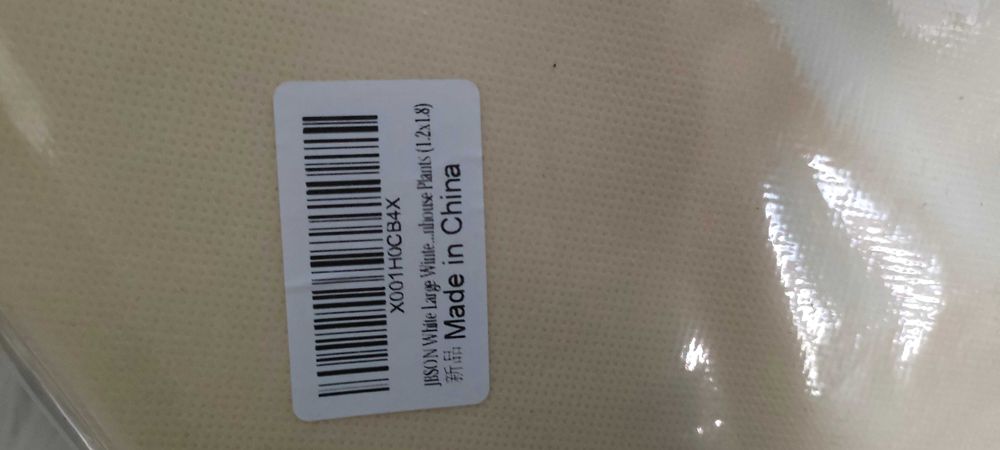 X001H0CB4X
JBSON White Large Winte...nhouse Plants (1.2x1.8)
新品 Made in China